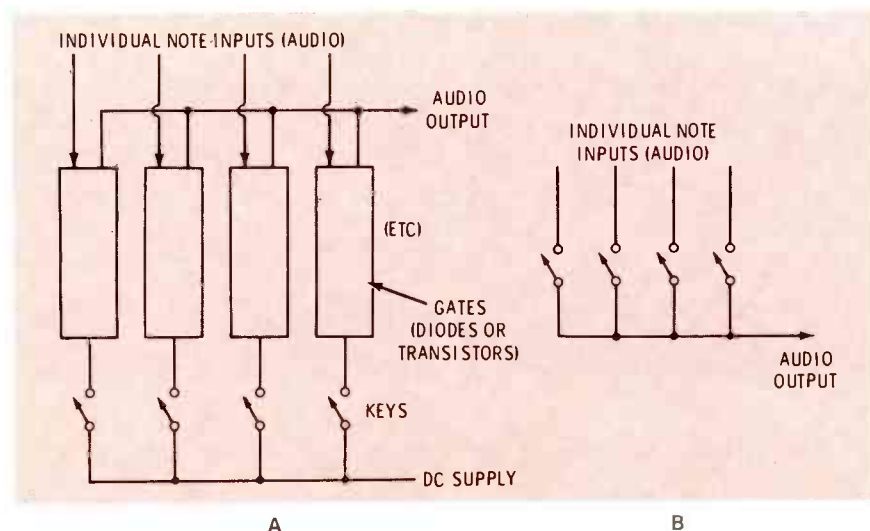 INDIVIDUAL NOTE INPUTS (AUDIO)
AUDIO
OUTPUT
(ETC)
GATES
(DIODES OR
TRANSISTORS)
KEYS
DC SUPPLY
A
INDIVIDUAL NOTE
INPUTS (AUDIO)
AUDIO
OUTPUT
B